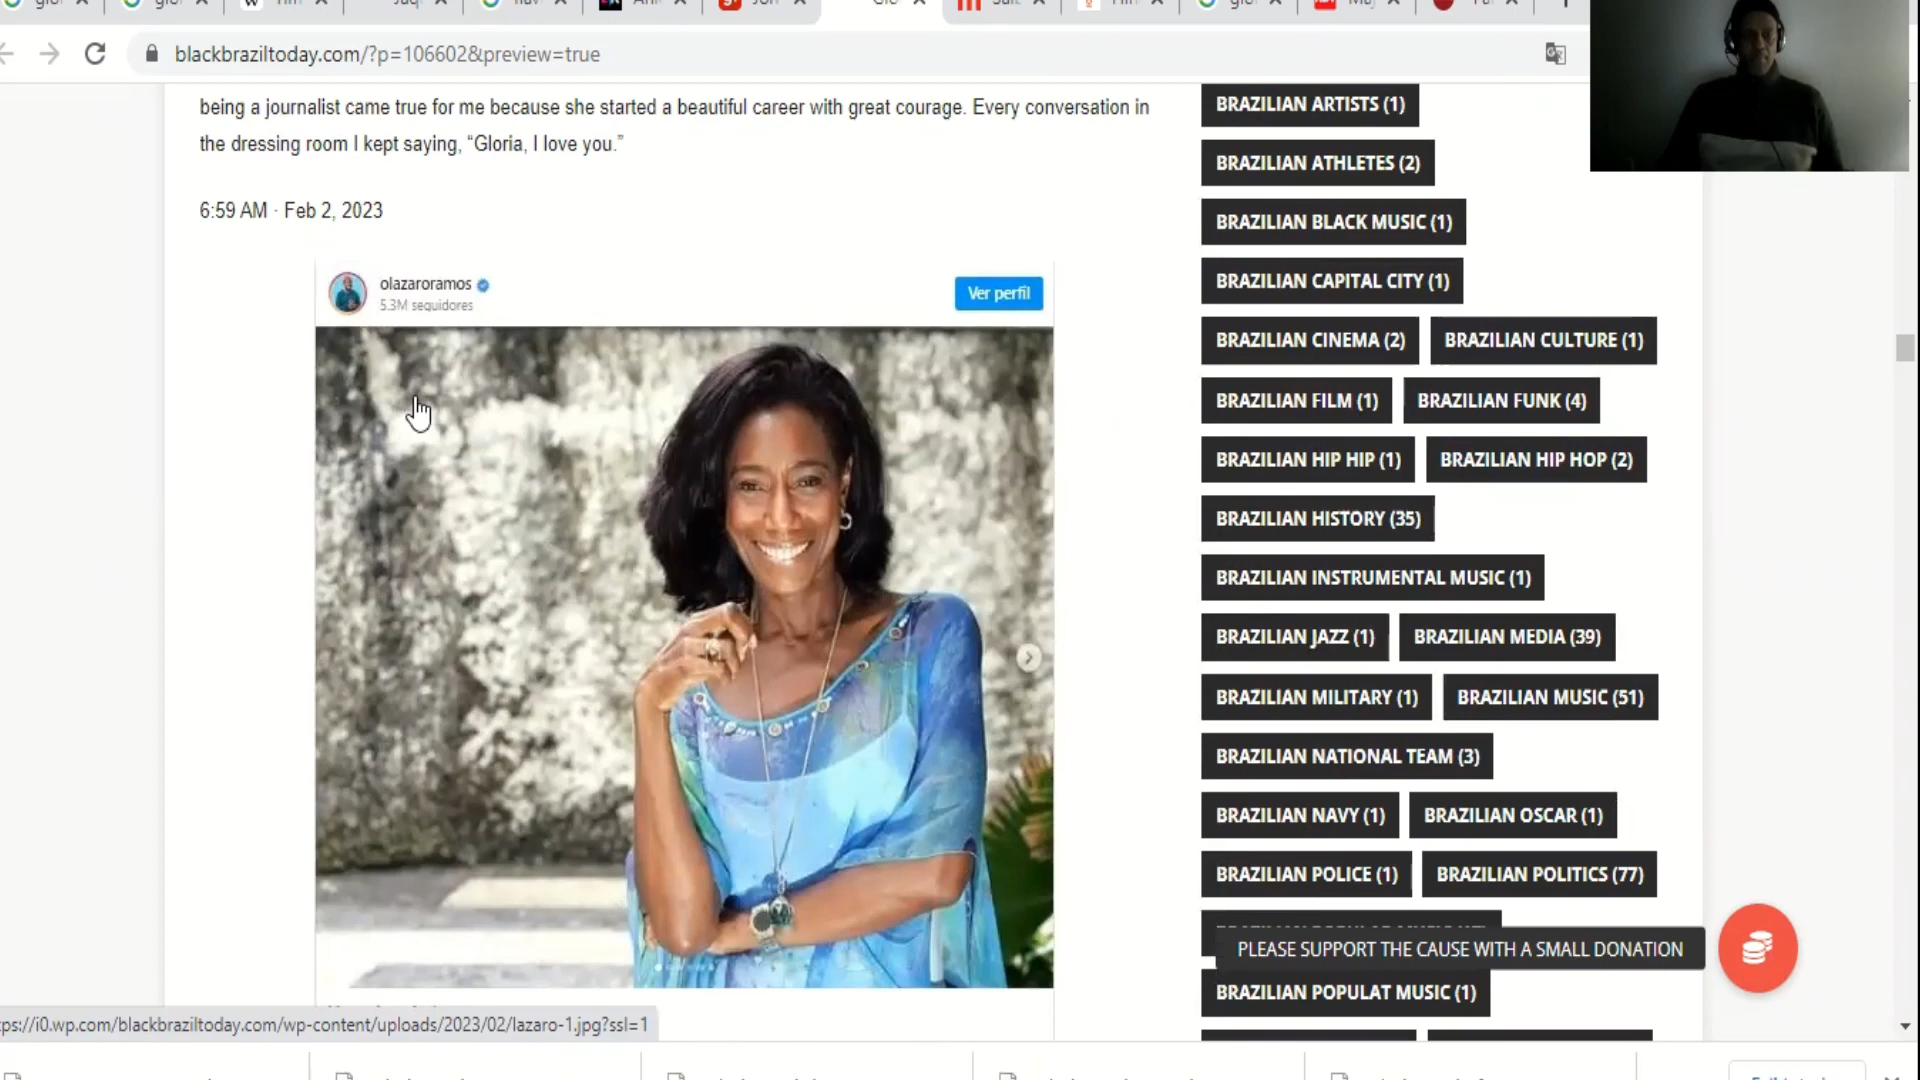 blackbraziltoday.com/?p=106602&preview=true
being a journalist came true for me because she started a beautiful career with great courage. Every conversation in
the dressing room I kept saying, “Gloria, I love you.”
6:59 AM · Feb 2, 2023
olazaroramos
5.3M seguidores
Ver perfil
BRAZILIAN ARTISTS (1)
BRAZILIAN ATHLETES (2)
BRAZILIAN BLACK MUSIC (1)
BRAZILIAN CAPITAL CITY (1)
BRAZILIAN CINEMA (2) BRAZILIAN CULTURE (1)
BRAZILIAN FILM (1) BRAZILIAN FUNK (4)
BRAZILIAN HIP HIP (1) BRAZILIAN HIP HOP (2)
BRAZILIAN HISTORY (35)
BRAZILIAN INSTRUMENTAL MUSIC (1)
BRAZILIAN JAZZ (1) BRAZILIAN MEDIA (39)
BRAZILIAN MILITARY (1) BRAZILIAN MUSIC (51)
BRAZILIAN NATIONAL TEAM (3)
BRAZILIAN NAVY (1) BRAZILIAN OSCAR (1)
BRAZILIAN POLICE (1) BRAZILIAN POLITICS (77)
PLEASE SUPPORT THE CAUSE WITH A SMALL DONATION
BRAZILIAN POPULAT MUSIC (1)
tps://i0.wp.com/blackbraziltoday.com/wp-content/uploads/2023/02/lazaro-1.jpg?ssl=1